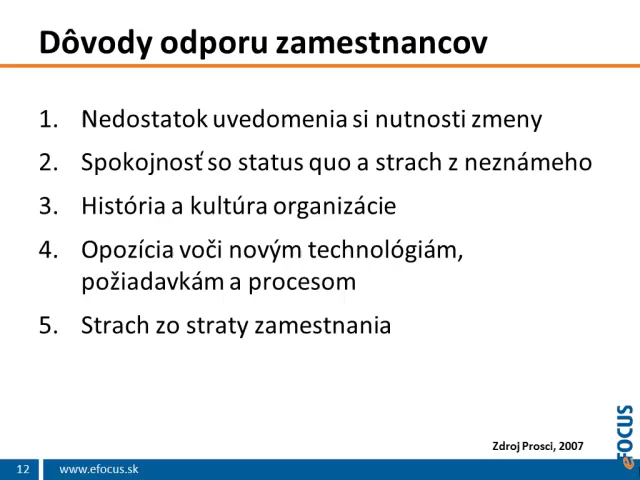 Dôvody odporu zamestnancov
1. Nedostatok uvedomenia si nutnosti zmeny
2. Spokojnosť so status quo a strach z neznámeho
3. História a kultúra organizácie
4. Opozícia voči novým technológiám,
požiadavkám a procesom
5. Strach zo straty zamestnania
Zdroj Prosci, 2007
eFOCUS
12 www.efocus.sk